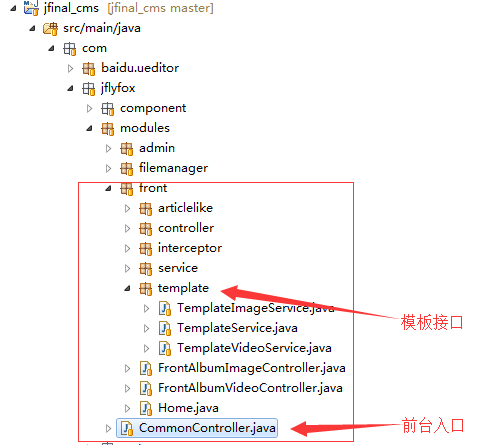 jfinal_cms [jfinal_cms master]
src/main/java
com
baidu.ueditor
jflyfox
component
modules
admin
filemanager
front
articlelike
controller
interceptor
service
template
TemplateImageService.java
模板接口
TemplateService.java
TemplateVideoService.java
FrontAlbumImageController.java
FrontAlbumVideoController.java
Home.java
CommonController.java
前台入口